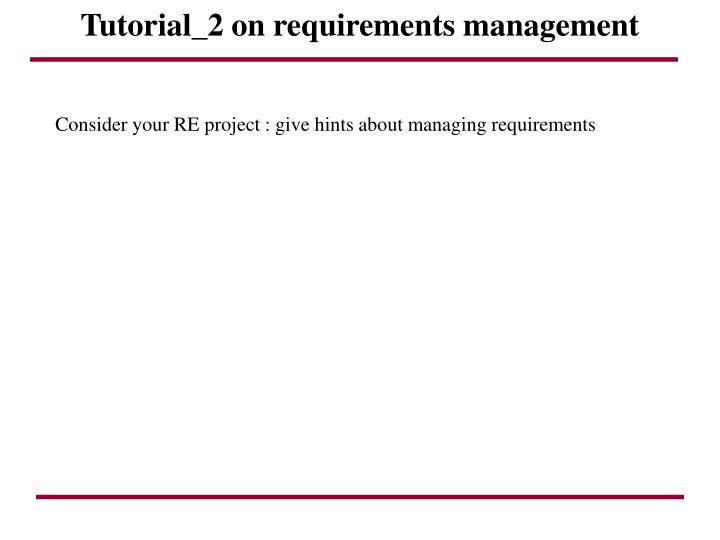 Tutorial_2 on requirements management
Consider your RE project : give hints about managing requirements